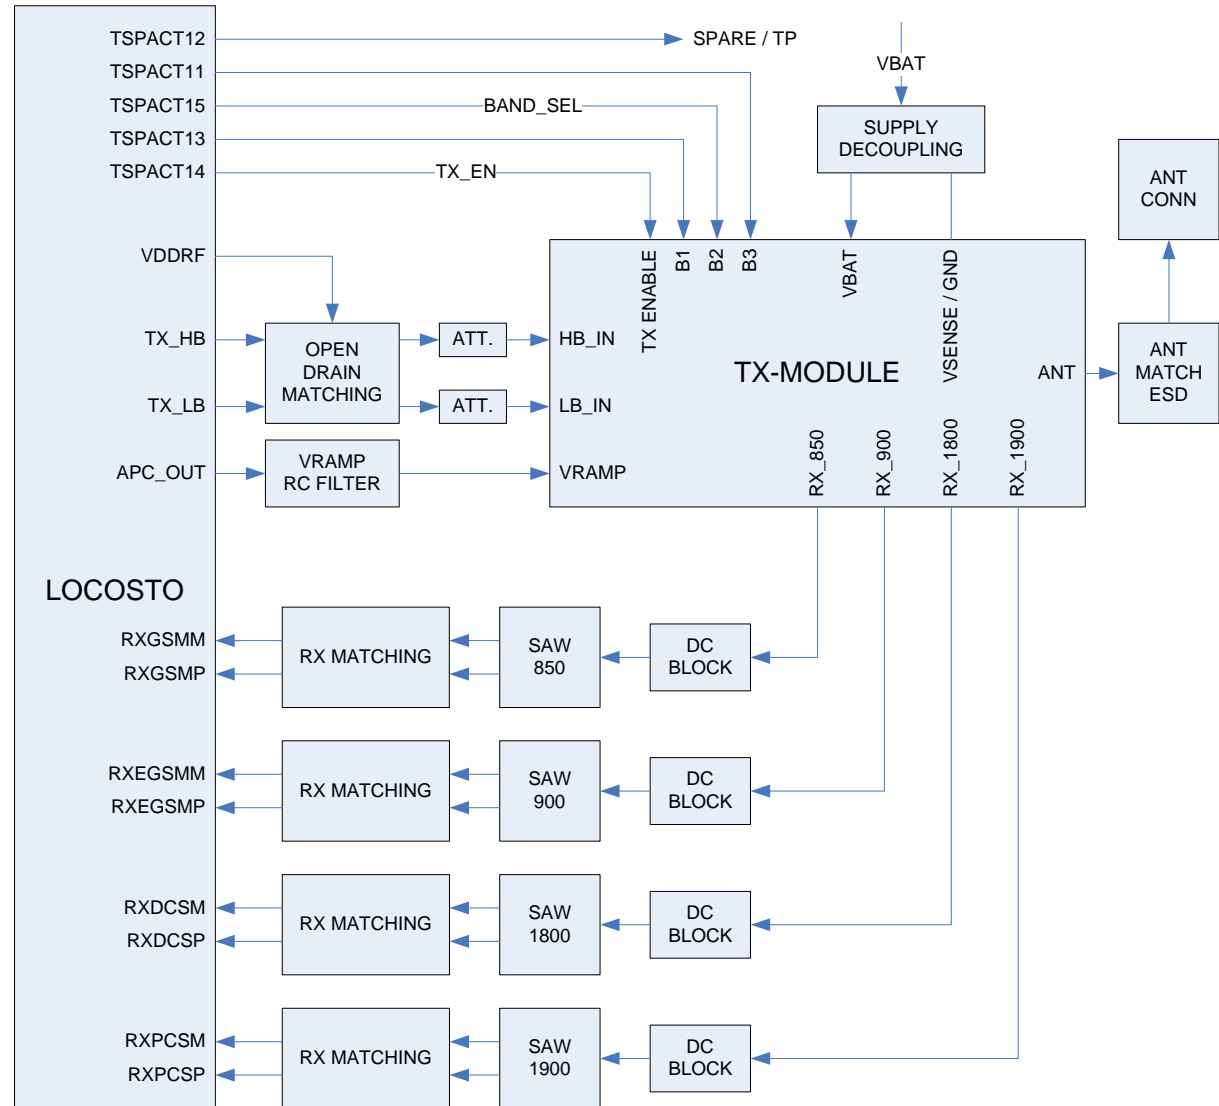 TSPACT12
SPARE / TP
TSPACT11
VBAT
TSPACT15
BAND_SEL
SUPPLY
DECOUPLING
TSPACT13
TSPACT14
TX_EN
ANT
CONN
VDDRF
TX ENABLE
B1
B2
B3
VBAT
VSENSE / GND
TX_HB
OPEN
DRAIN
MATCHING
ATT.
HB_IN
TX-MODULE
ANT
ANT
MATCH
ESD
TX_LB
ATT.
LB_IN
APC_OUT
VRAMP
RC FILTER
VRAMP
RX_850
RX_900
RX_1800
RX_1900
LOCOSTO
RXGSMM
RXGSMP
RX MATCHING
SAW
850
DC
BLOCK
RXEGSMM
RXEGSMP
RX MATCHING
SAW
900
DC
BLOCK
RXDCSM
RXDCSP
RX MATCHING
SAW
1800
DC
BLOCK
RXPCSM
RXPCSP
RX MATCHING
SAW
1900
DC
BLOCK